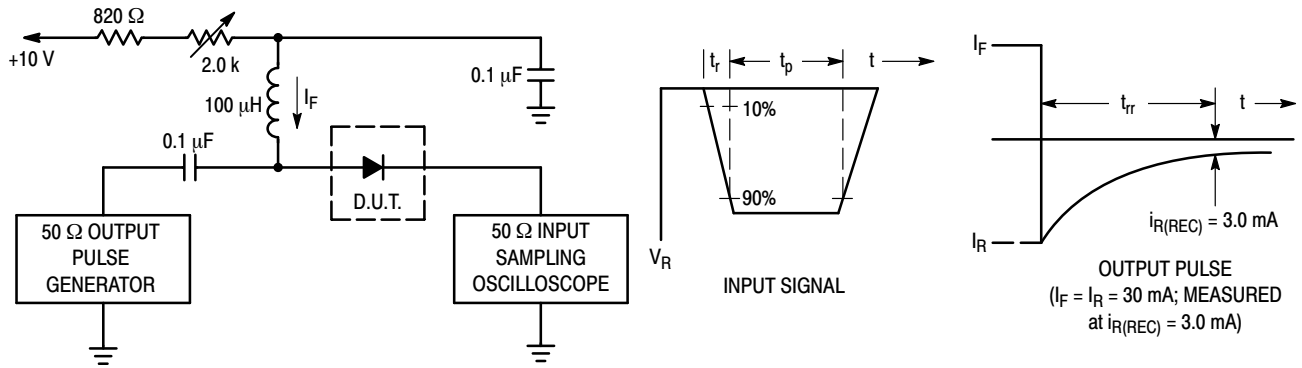 820 Ω
+10 V
2.0 k
100 μH
I_F
0.1 μF
0.1 μF
D.U.T.
50 Ω OUTPUT
PULSE
GENERATOR
50 Ω INPUT
SAMPLING
OSCILLOSCOPE
t_r
t_p
t
10%
90%
V_R
INPUT SIGNAL
I_F
t_rr
t
I_R
i_R(REC) = 3.0 mA
OUTPUT PULSE
(I_F = I_R = 30 mA; MEASURED
at i_R(REC) = 3.0 mA)